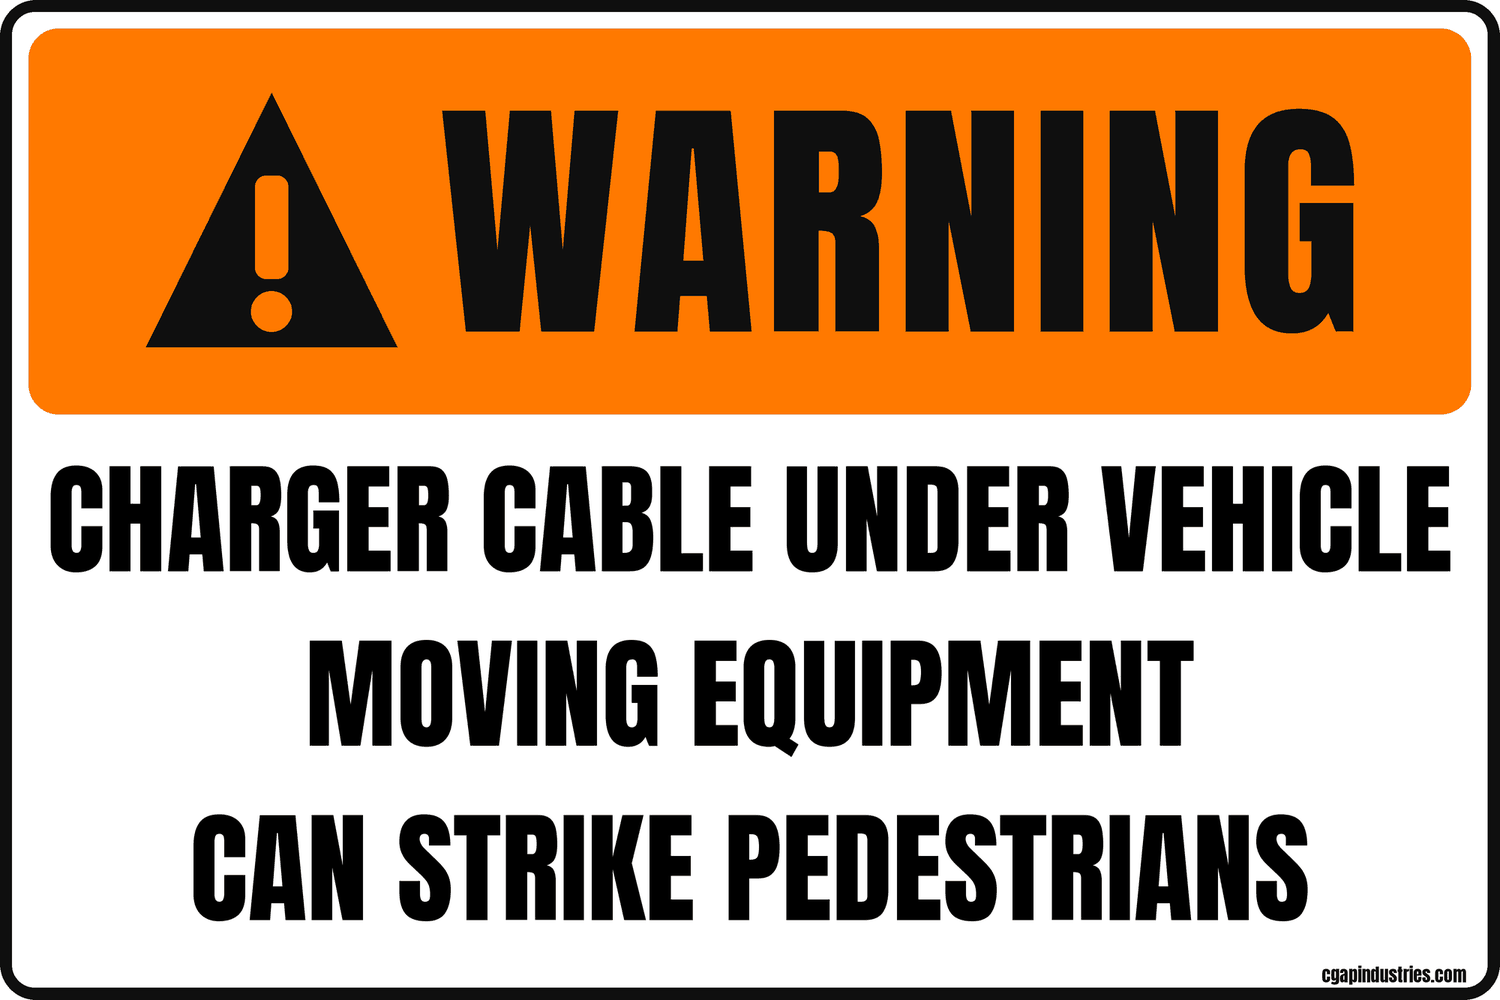 WARNING
CHARGER CABLE UNDER VEHICLE
MOVING EQUIPMENT
CAN STRIKE PEDESTRIANS
cgapindustries.com